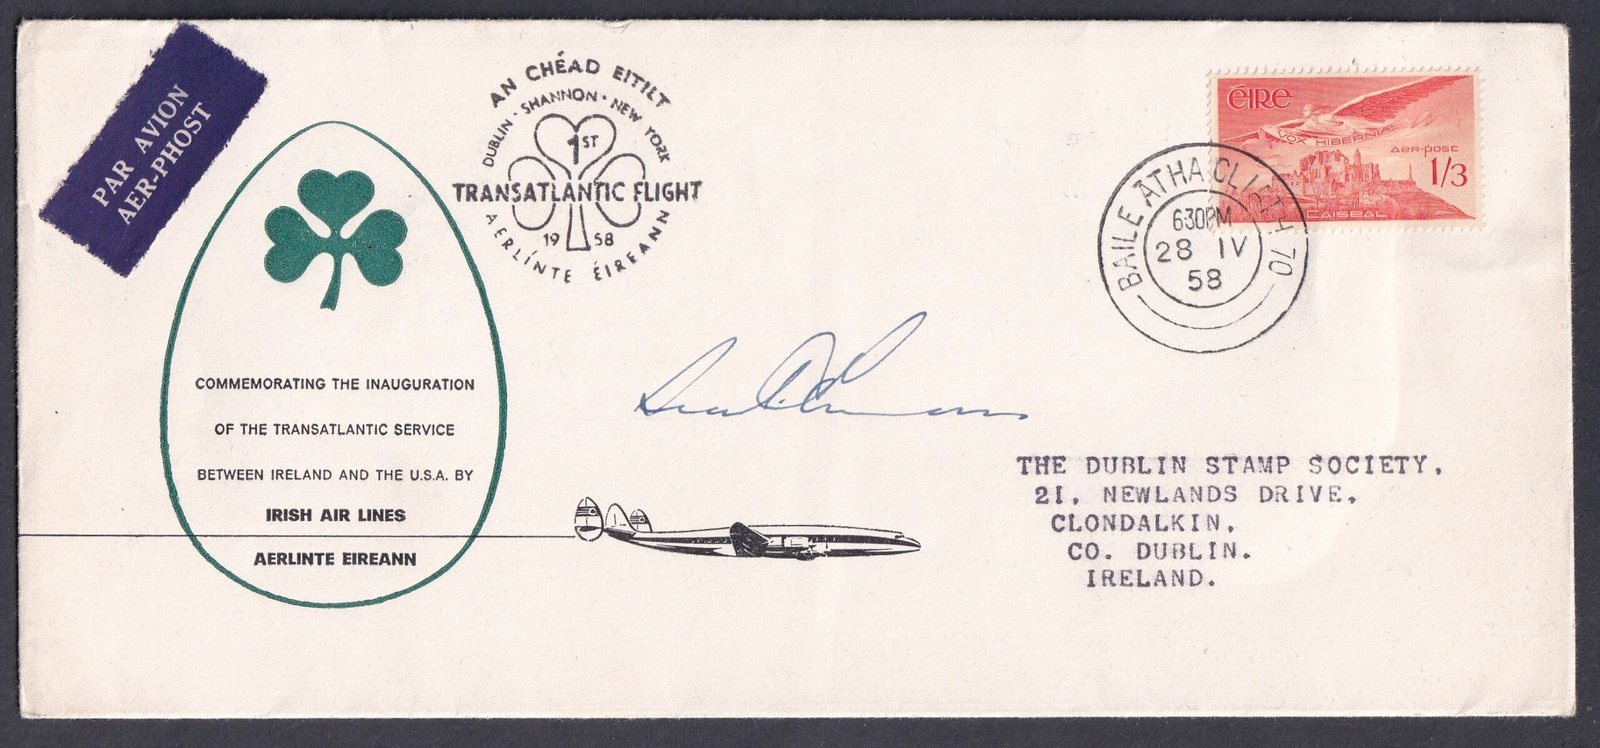 PAR AVION
AER-PHOST
AN CHÉAD EITILT
DUBLIN · SHANNON · NEW YORK
1ST
TRANSATLANTIC FLIGHT
19 58
AERLÍNTE ÉIREANN
éIRe
VOX HIBERNIÆ
AER-POST
1/3
CAISEAL
BAILE ÁTHA CLIATH 70
6 30PM
28 IV
58
COMMEMORATING THE INAUGURATION
OF THE TRANSATLANTIC SERVICE
BETWEEN IRELAND AND THE U.S.A. BY
IRISH AIR LINES
AERLINTE EIREANN
THE DUBLIN STAMP SOCIETY,
21, NEWLANDS DRIVE,
CLONDALKIN,
CO. DUBLIN.
IRELAND.